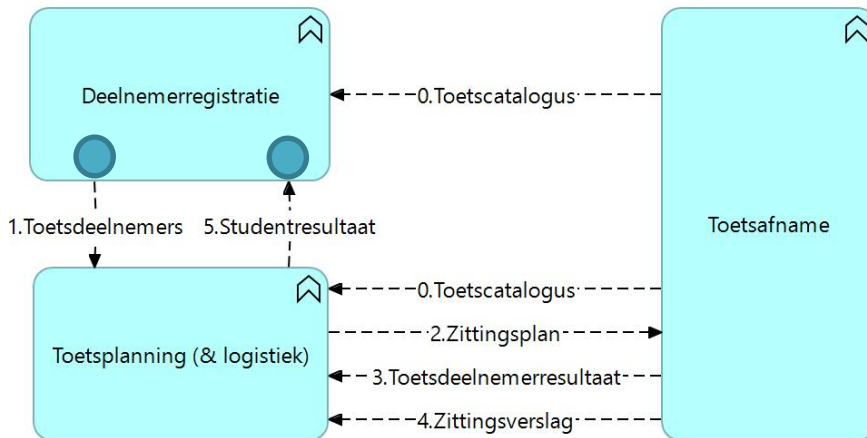 Deelnemerregistratie
0.Toetscatalogus
1.Toetsdeelnemers
5.Studentresultaat
Toetsafname
0.Toetscatalogus
2.Zittingsplan
Toetsplanning (& logistiek)
3.Toetsdeelnemerresultaat
4.Zittingsverslag